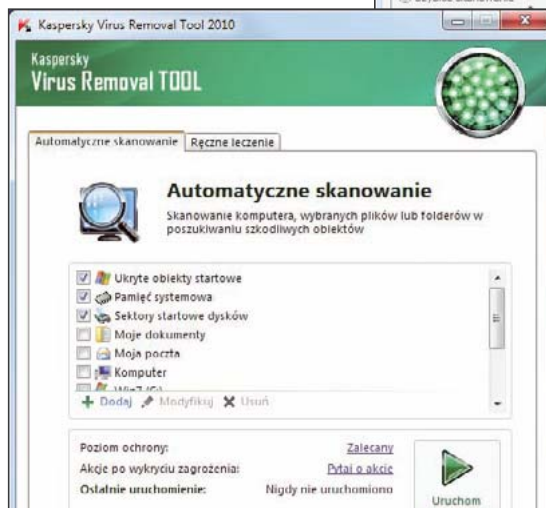 Kaspersky Virus Removal Tool 2010
Kaspersky
Virus Removal TOOL
Automatyczne skanowanie
Ręczne leczenie
Automatyczne skanowanie
Skanowanie komputera, wybranych plików lub folderów w
poszukiwaniu szkodliwych obiektów
Ukryte obiekty startowe
Pamięć systemowa
Sektory startowe dysków
Moje dokumenty
Moja poczta
Komputer
Dodaj Modyfikuj Usuń
Poziom ochrony: Zalecany
Akcje po wykryciu zagrożenia: Pytaj o akcję
Ostatnie uruchomienie: Nigdy nie uruchomiono
Uruchom